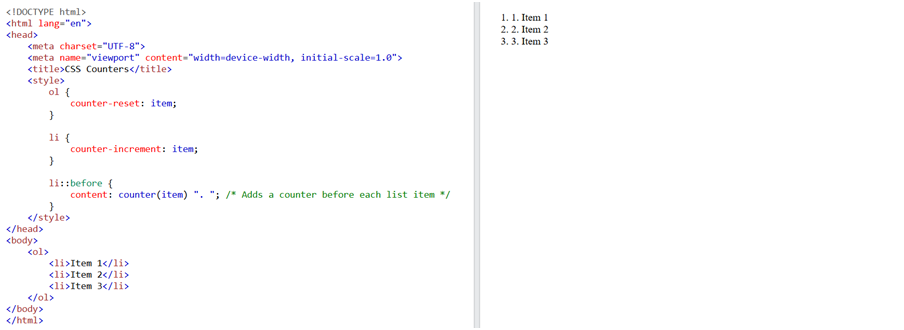 <!DOCTYPE html>
<html lang="en">
<head>
    <meta charset="UTF-8">
    <meta name="viewport" content="width=device-width, initial-scale=1.0">
    <title>CSS Counters</title>
    <style>
        ol {
            counter-reset: item;
        }

        li {
            counter-increment: item;
        }

        li::before {
            content: counter(item) ". "; /* Adds a counter before each list item */
        }
    </style>
</head>
<body>
    <ol>
        <li>Item 1</li>
        <li>Item 2</li>
        <li>Item 3</li>
    </ol>
</body>
</html>
1. 1. Item 1
2. 2. Item 2
3. 3. Item 3